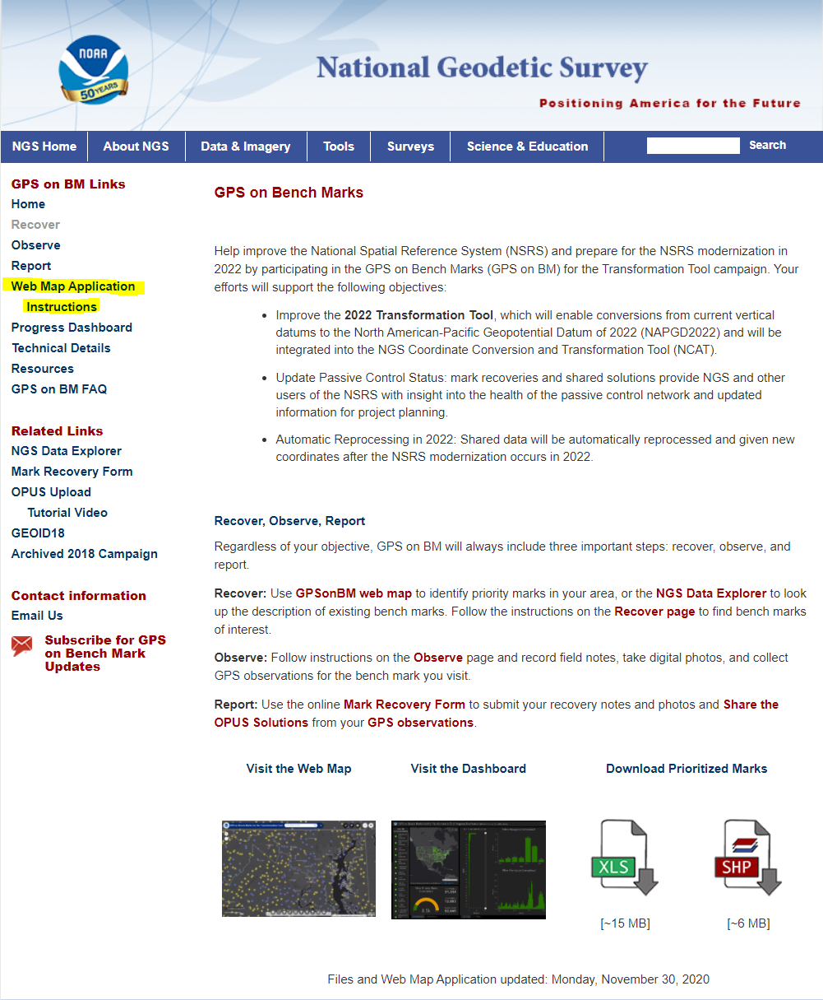 NOAA
50 YEARS
National Geodetic Survey
Positioning America for the Future
NGS Home
About NGS
Data & Imagery
Tools
Surveys
Science & Education
Search
GPS on BM Links
Home
Recover
Observe
Report
Web Map Application
Instructions
Progress Dashboard
Technical Details
Resources
GPS on BM FAQ
Related Links
NGS Data Explorer
Mark Recovery Form
OPUS Upload
Tutorial Video
GEOID18
Archived 2018 Campaign
Contact information
Email Us
Subscribe for GPS
on Bench Mark
Updates
GPS on Bench Marks
Help improve the National Spatial Reference System (NSRS) and prepare for the NSRS modernization in
2022 by participating in the GPS on Bench Marks (GPS on BM) for the Transformation Tool campaign. Your
efforts will support the following objectives:
• Improve the 2022 Transformation Tool, which will enable conversions from current vertical
datums to the North American-Pacific Geopotential Datum of 2022 (NAPGD2022) and will be
integrated into the NGS Coordinate Conversion and Transformation Tool (NCAT).
• Update Passive Control Status: mark recoveries and shared solutions provide NGS and other
users of the NSRS with insight into the health of the passive control network and updated
information for project planning.
• Automatic Reprocessing in 2022: Shared data will be automatically reprocessed and given new
coordinates after the NSRS modernization occurs in 2022.
Recover, Observe, Report
Regardless of your objective, GPS on BM will always include three important steps: recover, observe, and
report.
Recover: Use GPSonBM web map to identify priority marks in your area, or the NGS Data Explorer to look
up the description of existing bench marks. Follow the instructions on the Recover page to find bench marks
of interest.
Observe: Follow instructions on the Observe page and record field notes, take digital photos, and collect
GPS observations for the bench mark you visit.
Report: Use the online Mark Recovery Form to submit your recovery notes and photos and Share the
OPUS Solutions from your GPS observations.
Visit the Web Map
Visit the Dashboard
Download Prioritized Marks
XLS
SHP
[~15 MB]
[~6 MB]
Files and Web Map Application updated: Monday, November 30, 2020